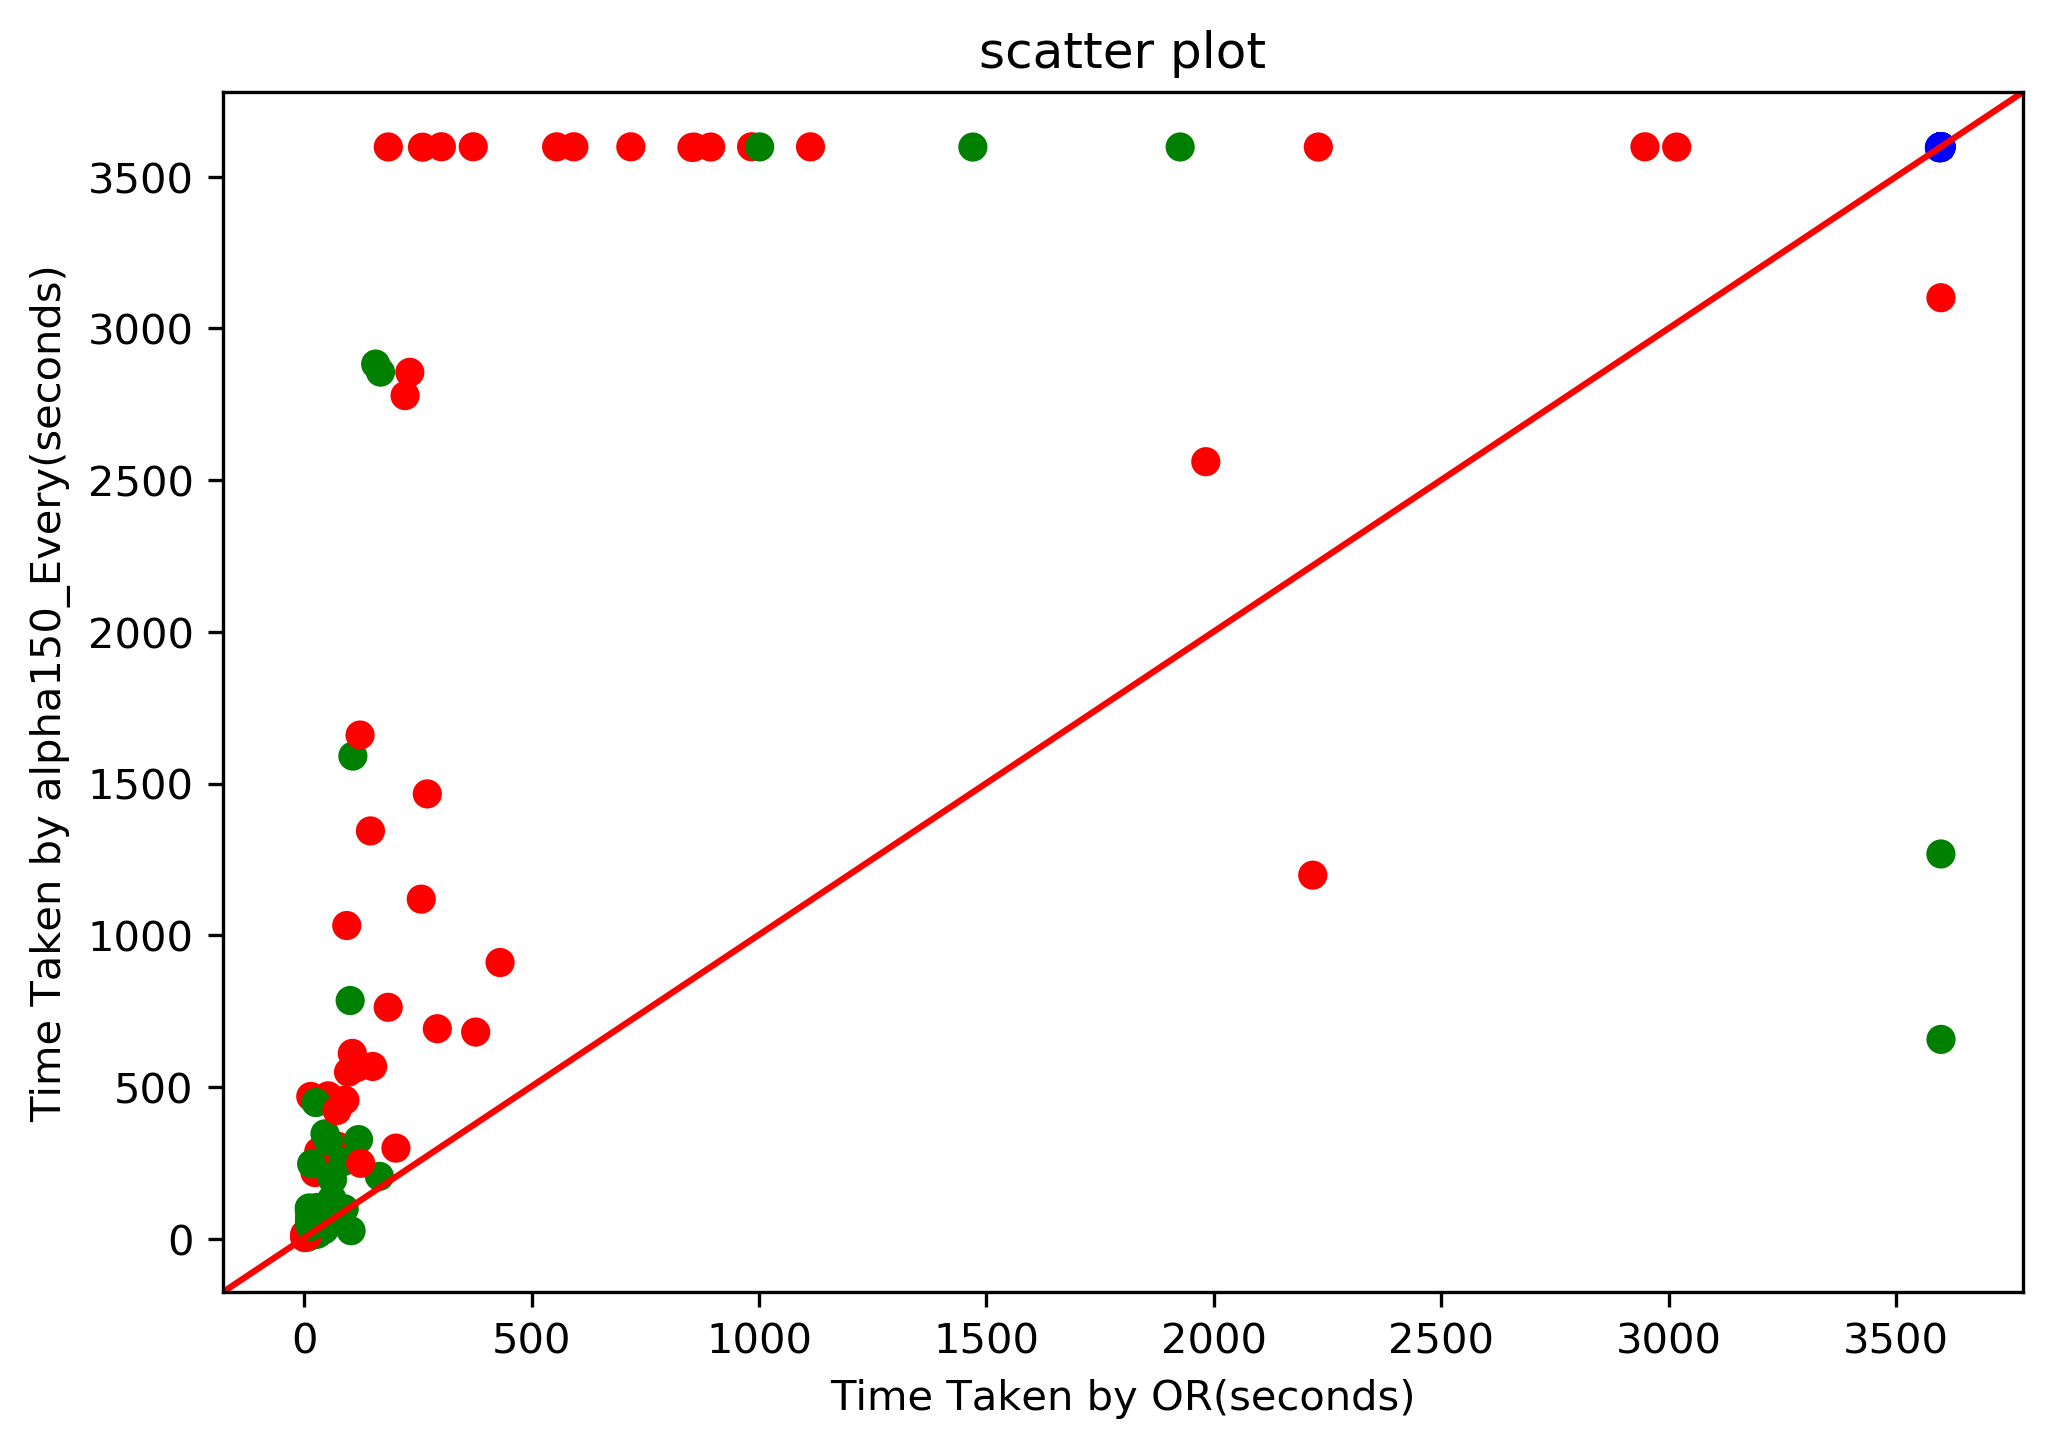 scatter plot
Time Taken by alpha150_Every(seconds)
3500
3000
2500
2000
1500
1000
500
0
0 500 1000 1500 2000 2500 3000 3500
Time Taken by OR(seconds)